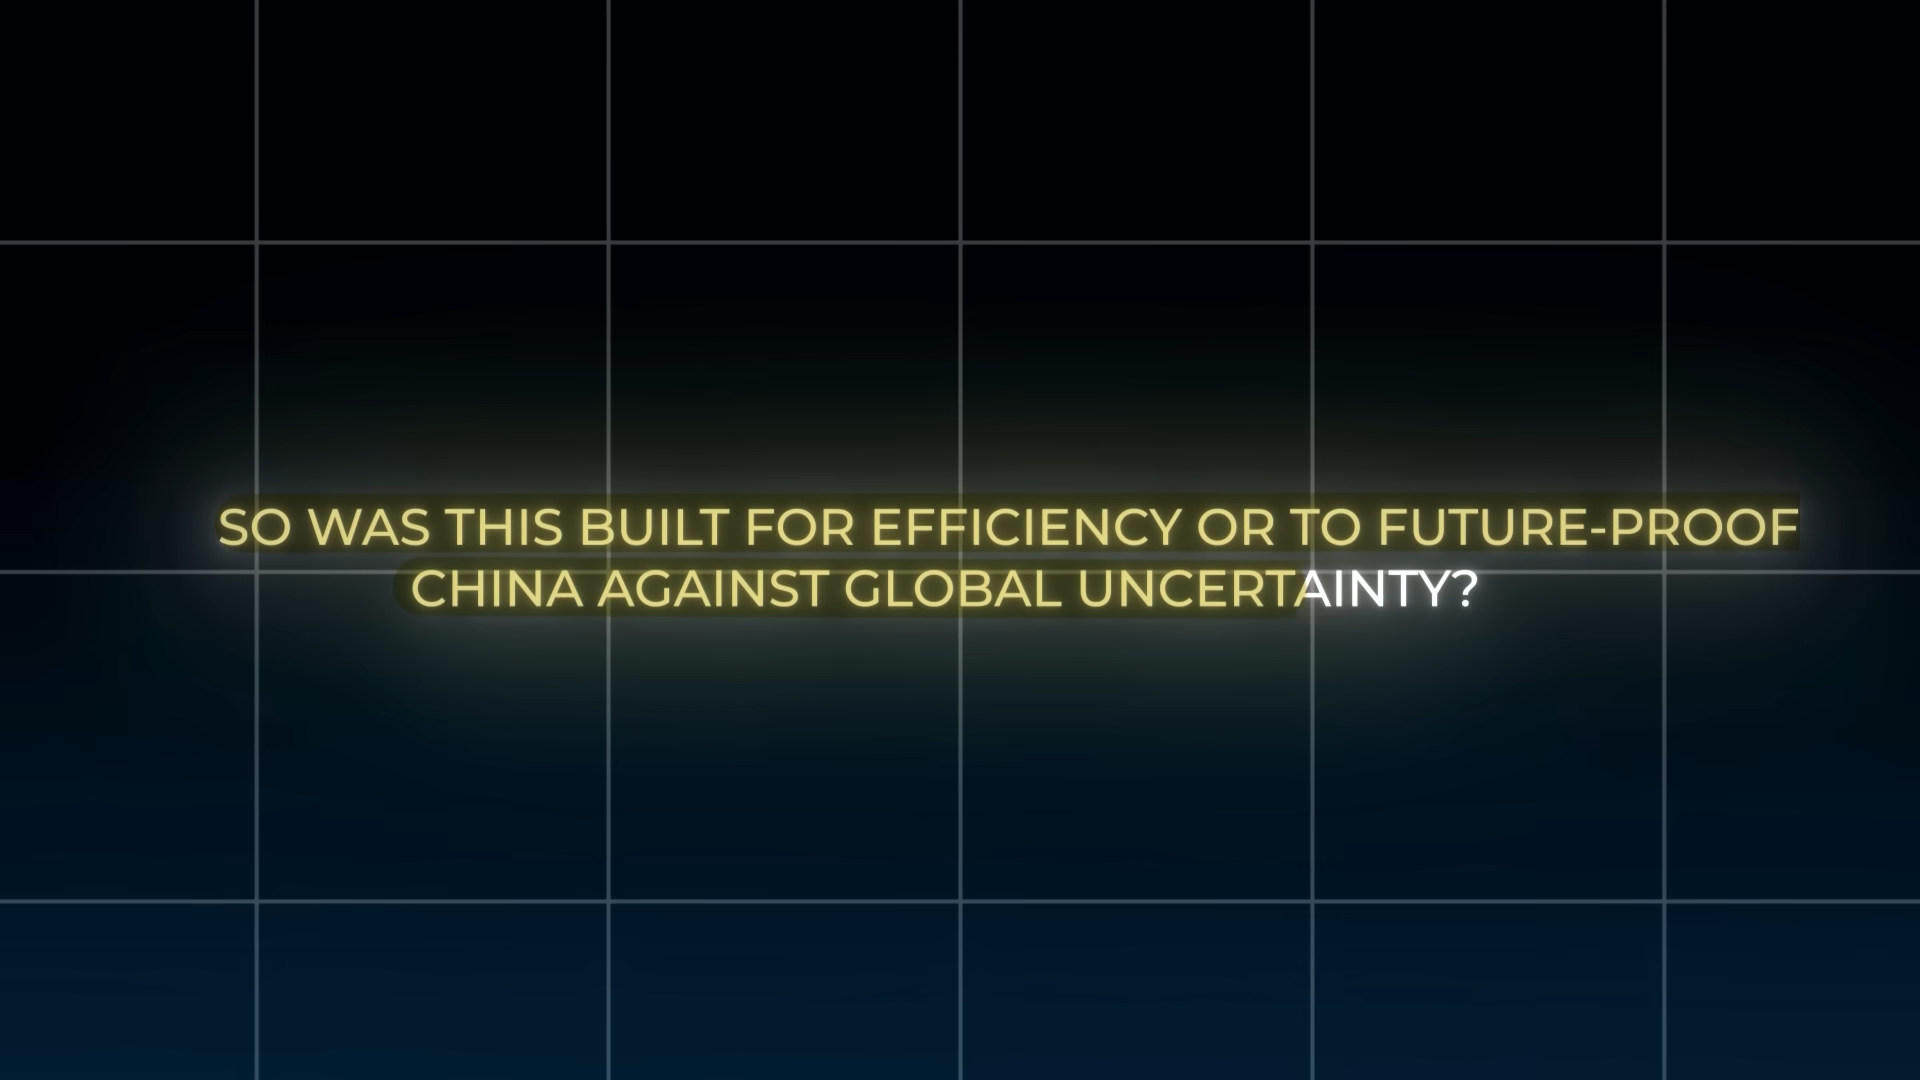 SO WAS THIS BUILT FOR EFFICIENCY OR TO FUTURE-PROOF
CHINA AGAINST GLOBAL UNCERTAINTY?